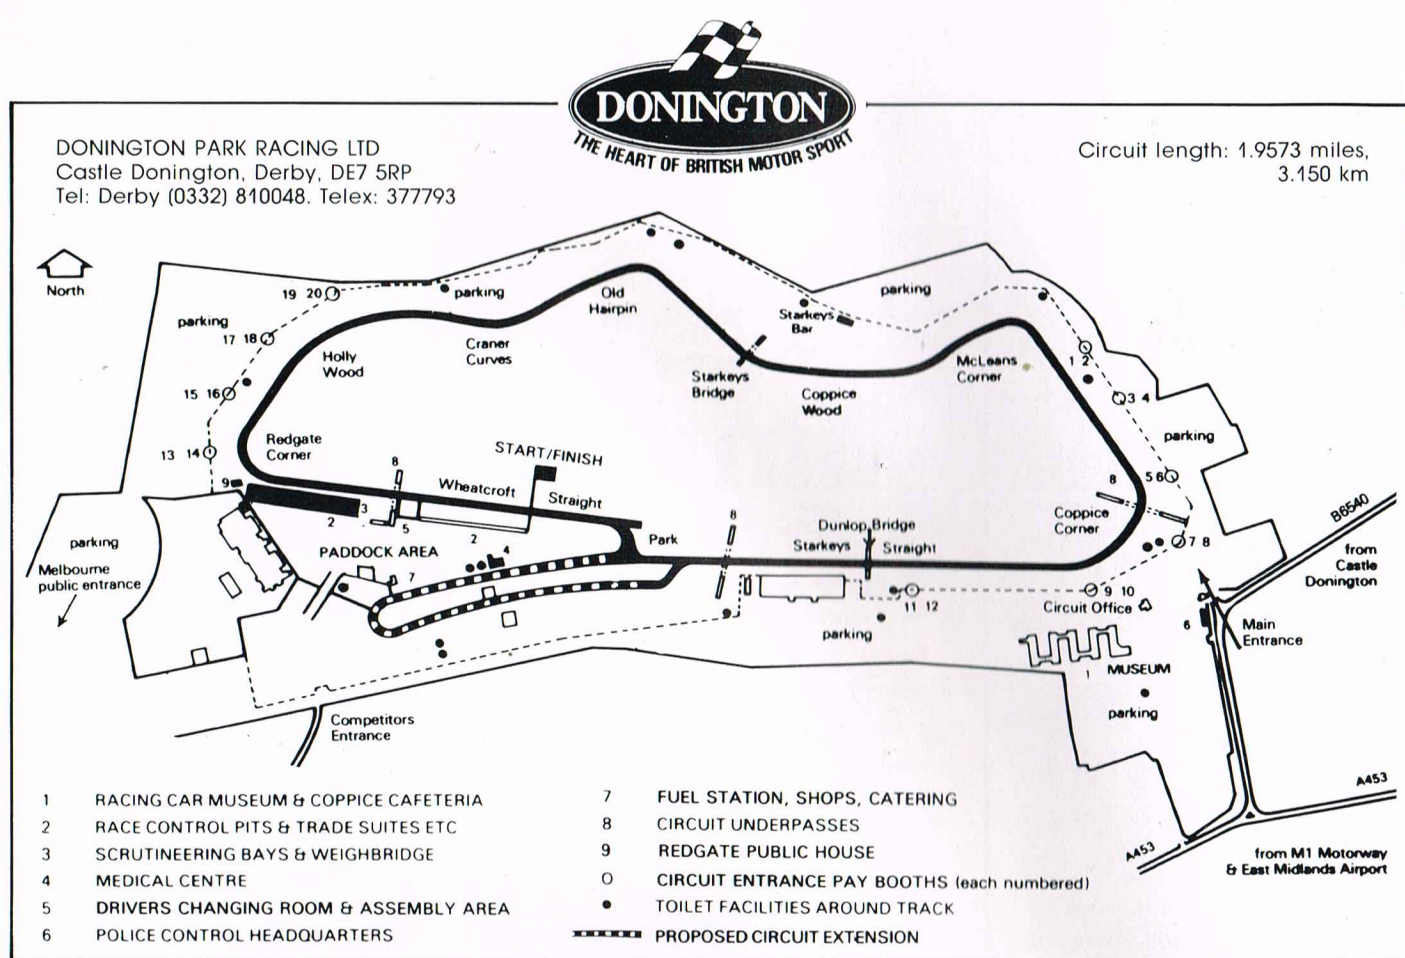 DONINGTON
THE HEART OF BRITISH MOTOR SPORT
DONINGTON PARK RACING LTD
Castle Donington, Derby, DE7 5RP
Tel: Derby (0332) 810048. Telex: 377793
Circuit length: 1.9573 miles,
3.150 km
North
19 20
parking
17 18
15 16
13 14
parking
Holly
Wood
Craner
Curves
Old
Hairpin
Starkeys
Bar
parking
Starkeys
Bridge
Coppice
Wood
McLeans
Corner
1 2
3 4
parking
5 6
7 8
Redgate
Corner
START/FINISH
Wheatcroft
Straight
8
9
2
3
5
2
PADDOCK AREA
4
7
Park
8
Dunlop Bridge
Starkeys
Straight
8
Coppice
Corner
B6540
from
Castle
Donington
parking
Melbourne
public entrance
11 12
9 10
Circuit Office
6
Main
Entrance
parking
1
MUSEUM
parking
Competitors
Entrance
A453
A453
from M1 Motorway
& East Midlands Airport
1 RACING CAR MUSEUM & COPPICE CAFETERIA
2 RACE CONTROL PITS & TRADE SUITES ETC
3 SCRUTINEERING BAYS & WEIGHBRIDGE
4 MEDICAL CENTRE
5 DRIVERS CHANGING ROOM & ASSEMBLY AREA
6 POLICE CONTROL HEADQUARTERS
7 FUEL STATION, SHOPS, CATERING
8 CIRCUIT UNDERPASSES
9 REDGATE PUBLIC HOUSE
O CIRCUIT ENTRANCE PAY BOOTHS (each numbered)
● TOILET FACILITIES AROUND TRACK
PROPOSED CIRCUIT EXTENSION